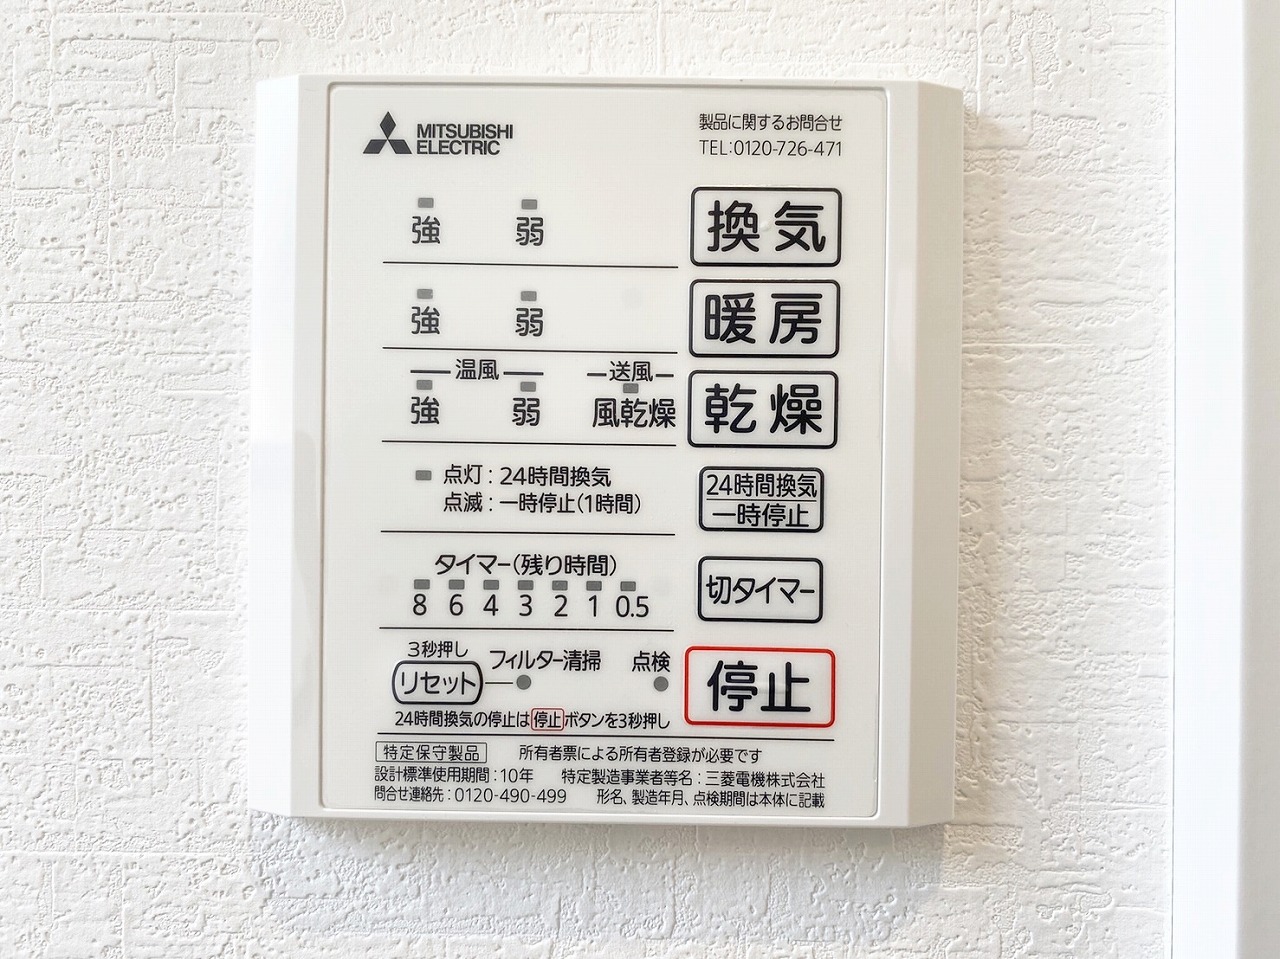 MITSUBISHI
ELECTRIC
製品に関するお問合せ
TEL:0120-726-471
強 弱 換気
強 弱 暖房
温風 送風
強 弱 風乾燥 乾燥
点灯：24時間換気
点滅：一時停止(1時間)
24時間換気
一時停止
タイマー(残り時間)
8 6 4 3 2 1 0.5
切タイマー
3秒押し
リセット フィルター清掃 点検
停止
24時間換気の停止は 停止 ボタンを3秒押し
特定保守製品 所有者票による所有者登録が必要です
設計標準使用期間：10年 特定製造事業者等名：三菱電機株式会社
問合せ連絡先：0120-490-499 形名、製造年月、点検期間は本体に記載